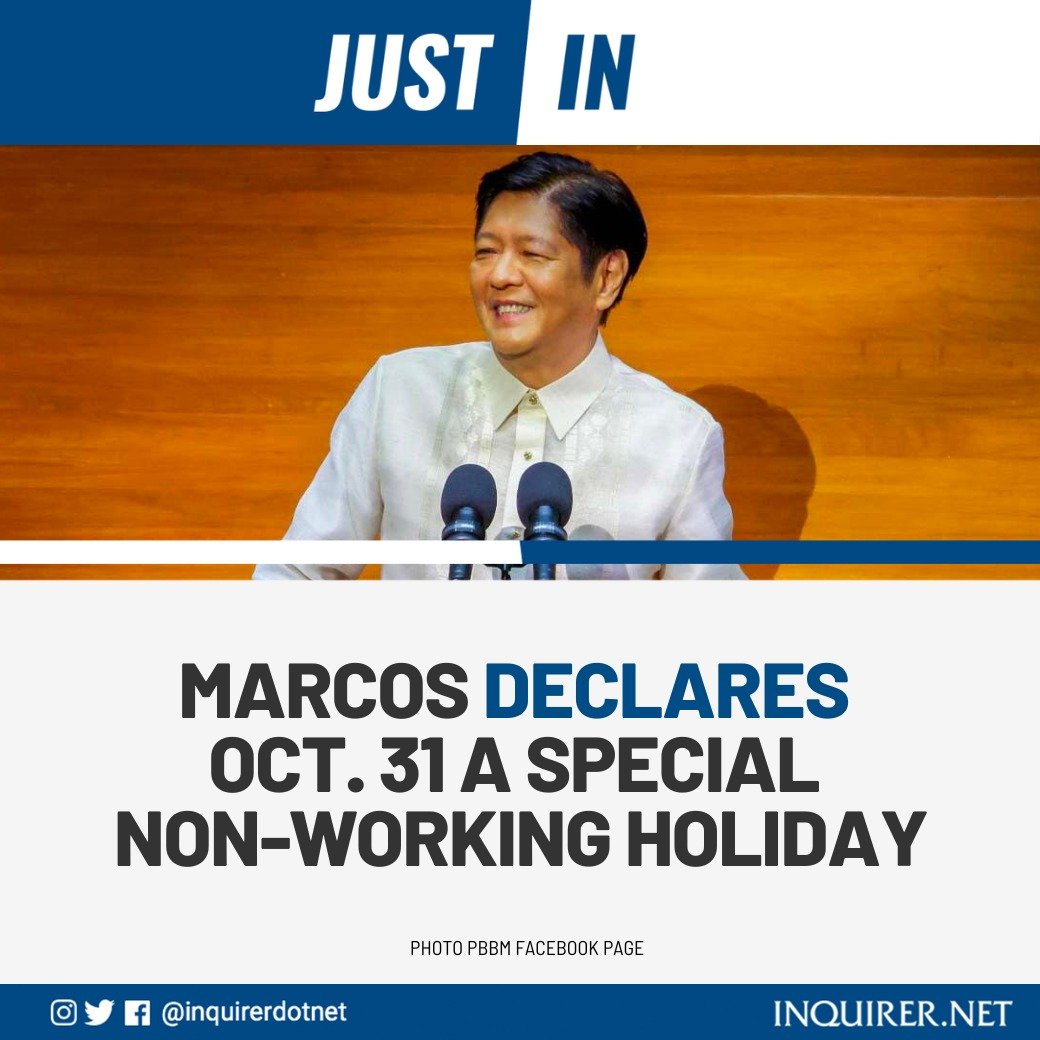 JUST IN
MARCOS DECLARES
OCT. 31 A SPECIAL
NON-WORKING HOLIDAY
PHOTO PBBM FACEBOOK PAGE
@inquirerdotnet
INQUIRER.NET